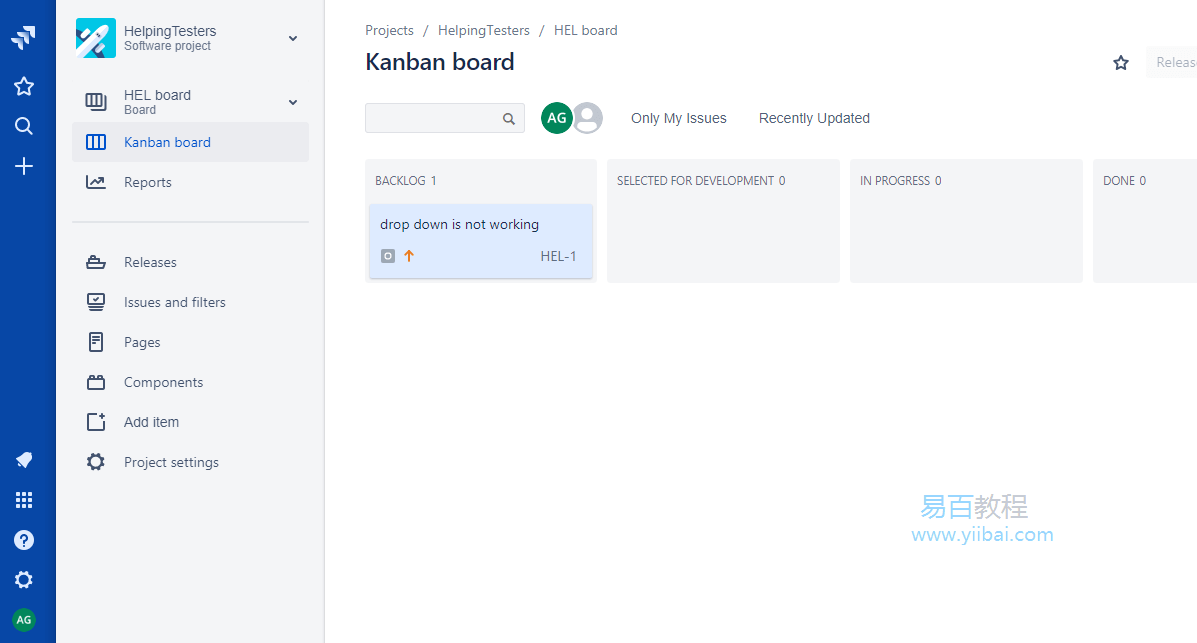 HelpingTesters
Software project
HEL board
Board
Kanban board
Reports
Releases
Issues and filters
Pages
Components
Add item
Project settings
AG
Projects / HelpingTesters / HEL board
Kanban board
Releas
AG
Only My Issues
Recently Updated
BACKLOG 1
SELECTED FOR DEVELOPMENT 0
IN PROGRESS 0
DONE 0
drop down is not working
HEL-1
易百教程
www.yiibai.com